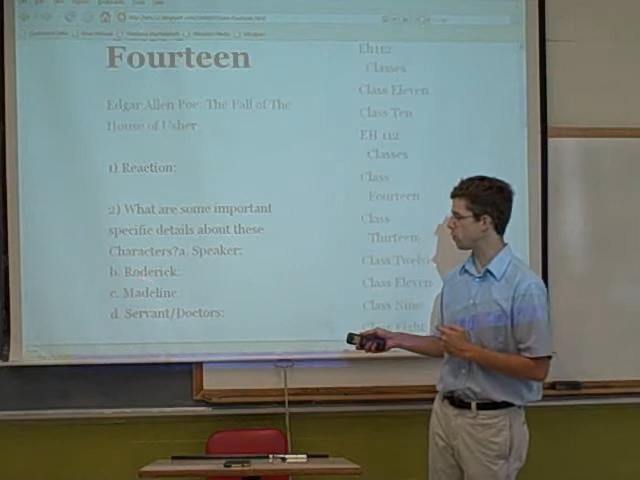 Fourteen
Edgar Allen Poe: The Fall of The
House of Usher
1) Reaction:
2) What are some important
specific details about these
Characters?a. Speaker:
b. Roderick:
c. Madeline:
d. Servant/Doctors:
Eh112
Classes
Class Eleven
Class Ten
EH 112
Classes
Class
Fourteen
Class
Thirteen
Class Twelve
Class Eleven
Class Nine
Class Eight